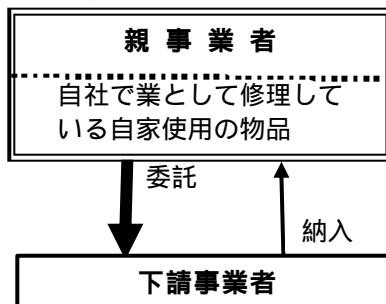 親 事 業 者
自社で業として修理して
いる自家使用の物品
委託
納入
下請事業者